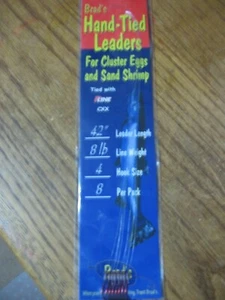 Brad's
Hand-Tied
Leaders
For Cluster Eggs
and Sand Shrimp
Tied with
CXX
42" Leader Length
8 lb Line Weight
4 Hook Size
8 Per Pack
Brad's